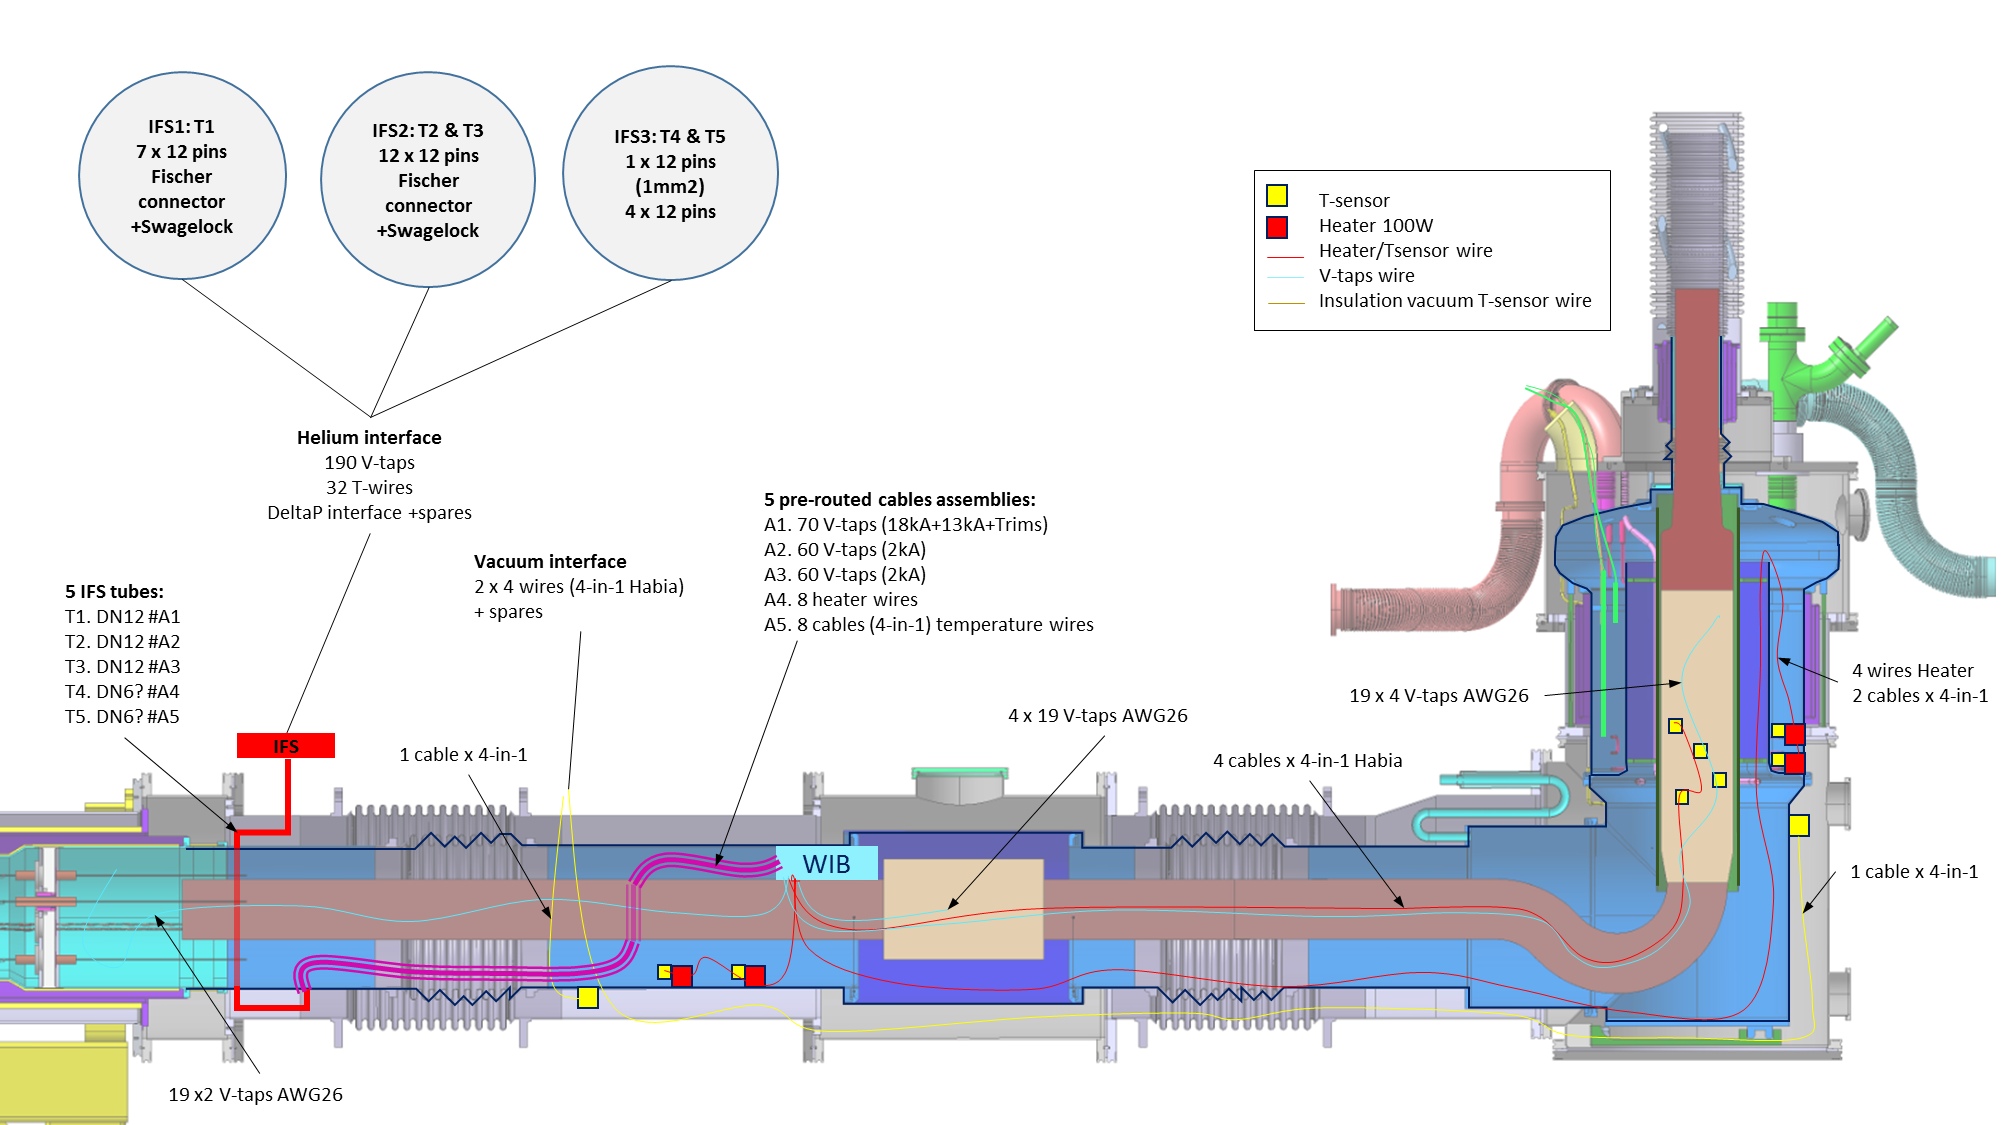 IFS1: T1
7 x 12 pins
Fischer
connector
+Swagelock
IFS2: T2 & T3
12 x 12 pins
Fischer
connector
+Swagelock
IFS3: T4 & T5
1 x 12 pins
(1mm2)
4 x 12 pins
T-sensor
Heater 100W
Heater/Tsensor wire
V-taps wire
Insulation vacuum T-sensor wire
Helium interface
190 V-taps
32 T-wires
DeltaP interface +spares
5 pre-routed cables assemblies:
A1. 70 V-taps (18kA+13kA+Trims)
A2. 60 V-taps (2kA)
A3. 60 V-taps (2kA)
A4. 8 heater wires
A5. 8 cables (4-in-1) temperature wires
Vacuum interface
2 x 4 wires (4-in-1 Habia)
+ spares
5 IFS tubes:
T1. DN12 #A1
T2. DN12 #A2
T3. DN12 #A3
T4. DN6? #A4
T5. DN6? #A5
IFS
1 cable x 4-in-1
4 x 19 V-taps AWG26
4 cables x 4-in-1 Habia
19 x 4 V-taps AWG26
4 wires Heater
2 cables x 4-in-1
WIB
1 cable x 4-in-1
19 x2 V-taps AWG26